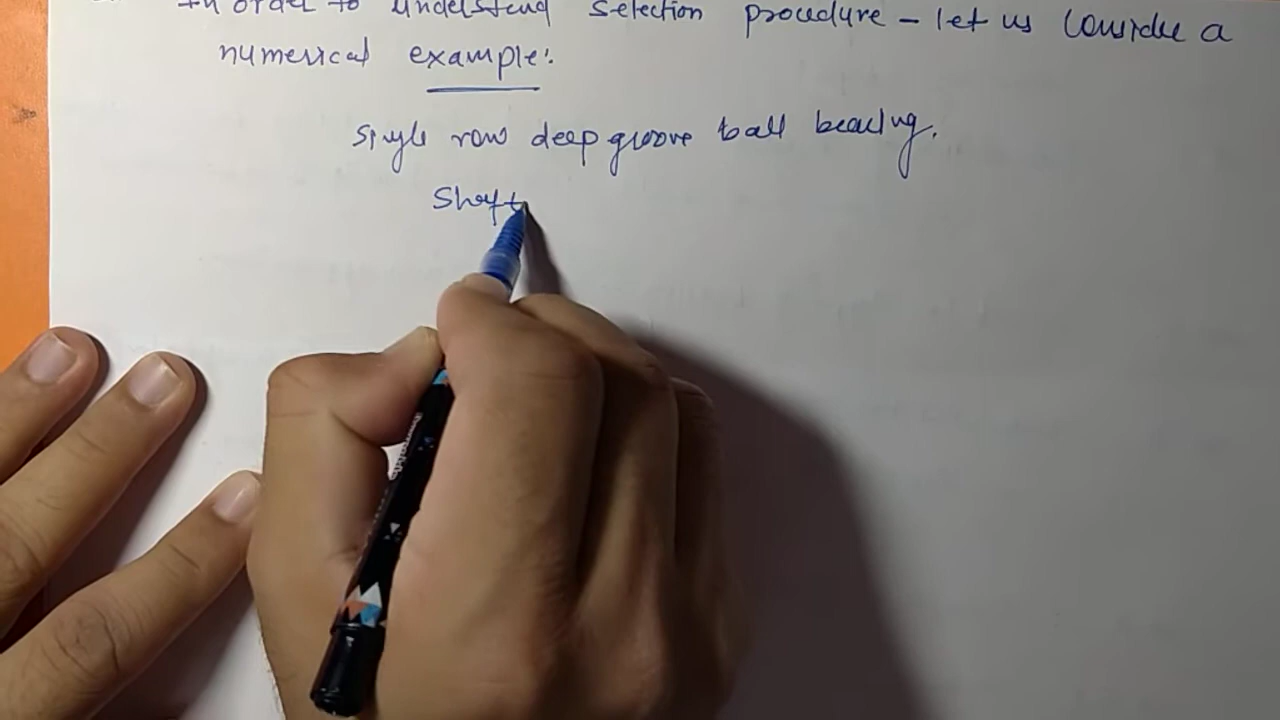 In order to understand selection procedure - let us consider a
numerical example:
Single row deep groove ball bearing.
Shaft